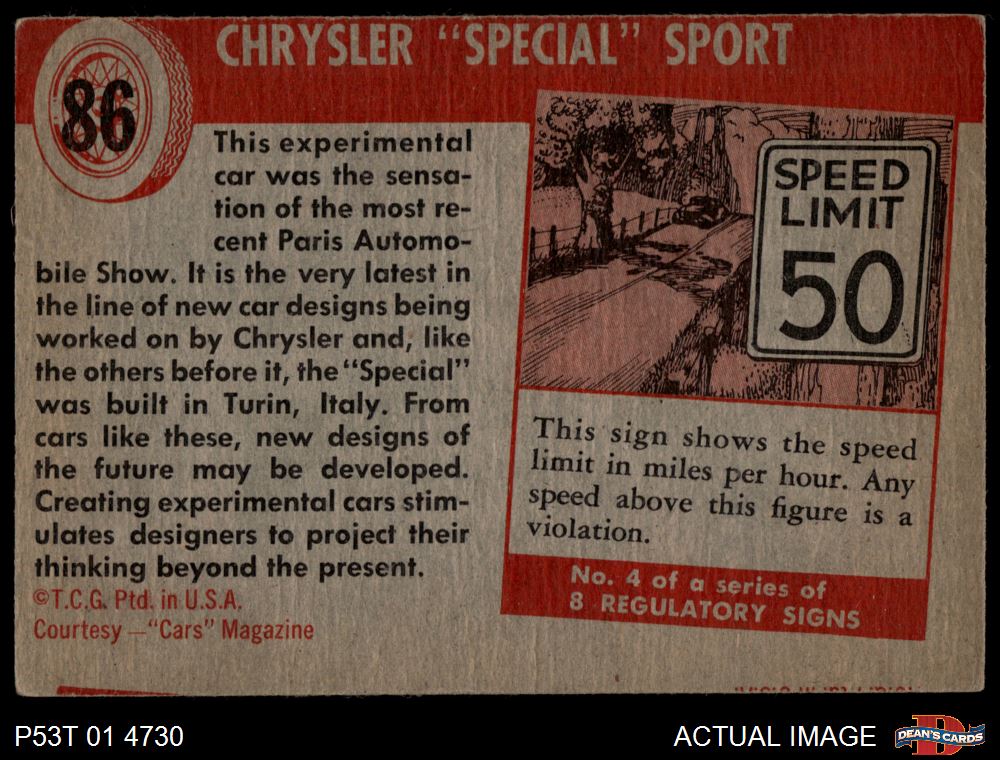 CHRYSLER "SPECIAL" SPORT
86
This experimental
car was the sensa-
tion of the most re-
cent Paris Automo-
bile Show. It is the very latest in
the line of new car designs being
worked on by Chrysler and, like
the others before it, the "Special"
was built in Turin, Italy. From
cars like these, new designs of
the future may be developed.
Creating experimental cars stim-
ulates designers to project their
thinking beyond the present.
©T.C.G. Ptd. in U.S.A.
Courtesy—"Cars" Magazine
SPEED
LIMIT
50
This sign shows the speed
limit in miles per hour. Any
speed above this figure is a
violation.
No. 4 of a series of
8 REGULATORY SIGNS
P53T 01 4730
ACTUAL IMAGE
DEAN'S CARDS